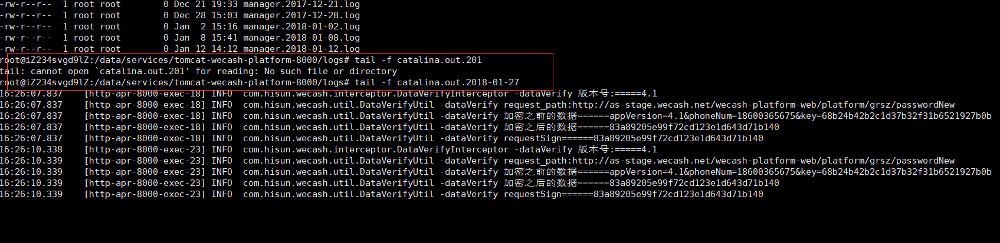 -rw-r--r--  1 root root        0 Dec 21 19:33 manager.2017-12-21.log
-rw-r--r--  1 root root        0 Dec 28 15:03 manager.2017-12-28.log
-rw-r--r--  1 root root        0 Jan  2 15:16 manager.2018-01-02.log
-rw-r--r--  1 root root        0 Jan  8 15:41 manager.2018-01-08.log
-rw-r--r--  1 root root        0 Jan 12 14:12 manager.2018-01-12.log
root@iZ234svgd9lZ:/data/services/tomcat-wecash-platform-8000/logs# tail -f catalina.out.201
tail: cannot open `catalina.out.201' for reading: No such file or directory
root@iZ234svgd9lZ:/data/services/tomcat-wecash-platform-8000/logs# tail -f catalina.out.2018-01-27
16:26:07.837    [http-apr-8000-exec-18] INFO  com.hisun.wecash.interceptor.DataVerifyInterceptor -dataVerify 版本号:=====4.1
16:26:07.837    [http-apr-8000-exec-18] INFO  com.hisun.wecash.util.DataVerifyUtil -dataVerify request_path:http://as-stage.wecash.net/wecash-platform-web/platform/grsz/passwordNew
16:26:07.837    [http-apr-8000-exec-18] INFO  com.hisun.wecash.util.DataVerifyUtil -dataVerify 加密之前的数据======appVersion=4.1&phoneNum=18600365675&key=68b24b42b2c1d37b32f31b6521927b0b
16:26:07.837    [http-apr-8000-exec-18] INFO  com.hisun.wecash.util.DataVerifyUtil -dataVerify 加密之后的数据======83a89205e99f72cd123e1d643d71b140
16:26:07.837    [http-apr-8000-exec-18] INFO  com.hisun.wecash.util.DataVerifyUtil -dataVerify requestSign======83a89205e99f72cd123e1d643d71b140
16:26:10.338    [http-apr-8000-exec-23] INFO  com.hisun.wecash.interceptor.DataVerifyInterceptor -dataVerify 版本号:=====4.1
16:26:10.339    [http-apr-8000-exec-23] INFO  com.hisun.wecash.util.DataVerifyUtil -dataVerify request_path:http://as-stage.wecash.net/wecash-platform-web/platform/grsz/passwordNew
16:26:10.339    [http-apr-8000-exec-23] INFO  com.hisun.wecash.util.DataVerifyUtil -dataVerify 加密之前的数据======appVersion=4.1&phoneNum=18600365675&key=68b24b42b2c1d37b32f31b6521927b0b
16:26:10.339    [http-apr-8000-exec-23] INFO  com.hisun.wecash.util.DataVerifyUtil -dataVerify 加密之后的数据======83a89205e99f72cd123e1d643d71b140
16:26:10.339    [http-apr-8000-exec-23] INFO  com.hisun.wecash.util.DataVerifyUtil -dataVerify requestSign======83a89205e99f72cd123e1d643d71b140